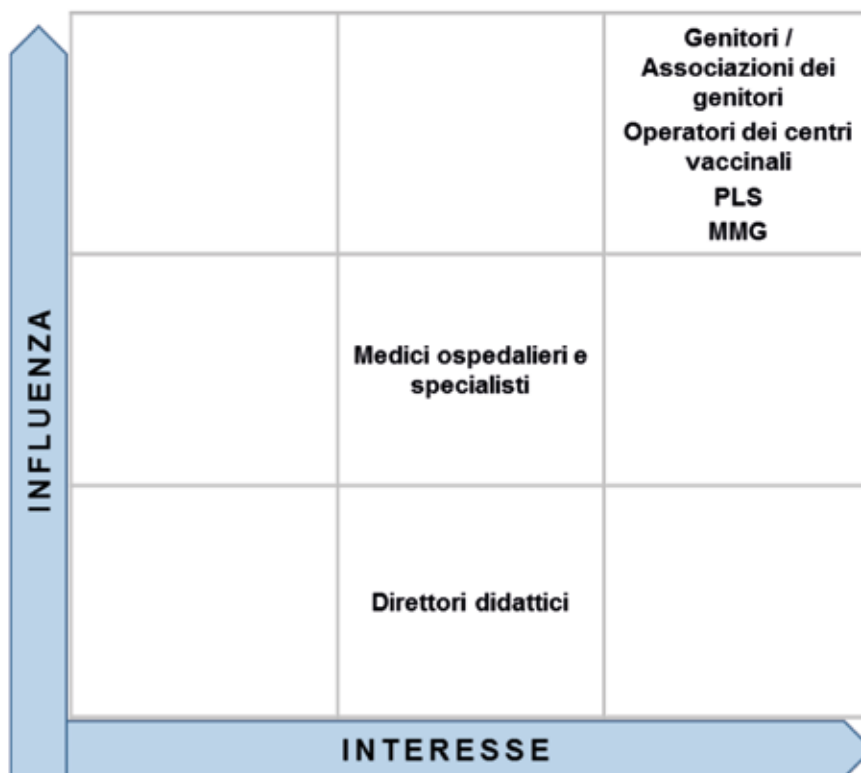 Genitori /
Associazioni dei
genitori
Operatori dei centri
vaccinali
PLS
MMG
INFLUENZA
Medici ospedalieri e
specialisti
Direttori didattici
INTERESSE